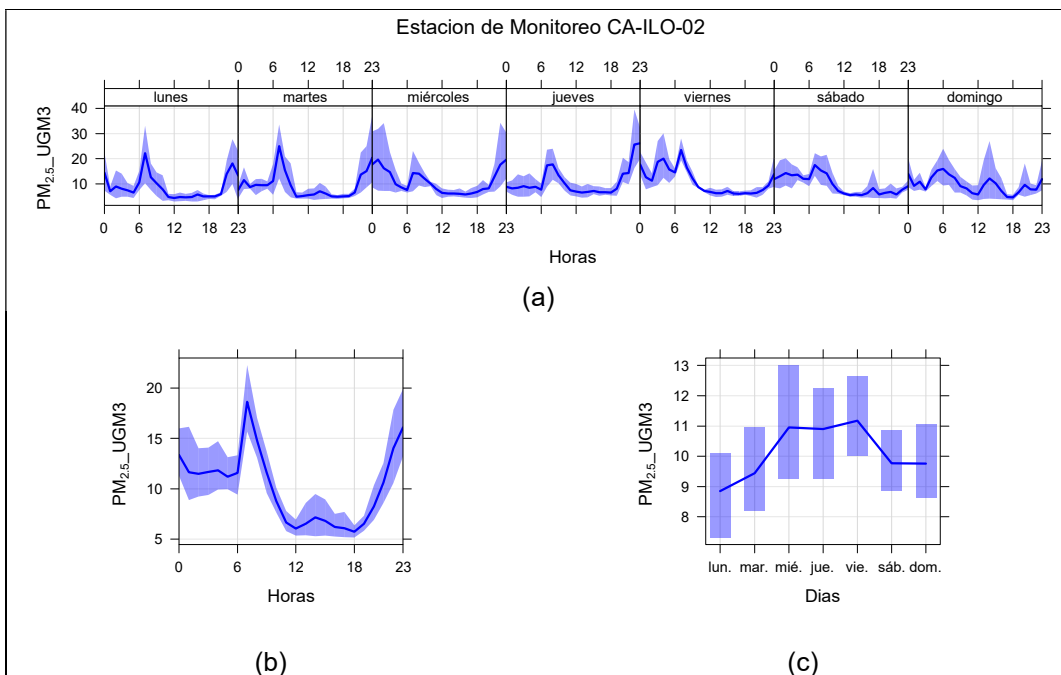 Estacion de Monitoreo CA-ILO-02
0 6 12 18 23 0 6 12 18 23 0 6 12 18 23
lunes martes miércoles jueves viernes sábado domingo
40
30
20
10
PM2.5_UGM3
0 6 12 18 23 0 6 12 18 23 0 6 12 18 23 0 6 12 18 23
Horas
(a)
20
15
10
5
PM2.5_UGM3
0 6 12 18 23
Horas
(b)
13
12
11
10
9
8
PM2.5_UGM3
lun. mar. mié. jue. vie. sáb. dom.
Dias
(c)